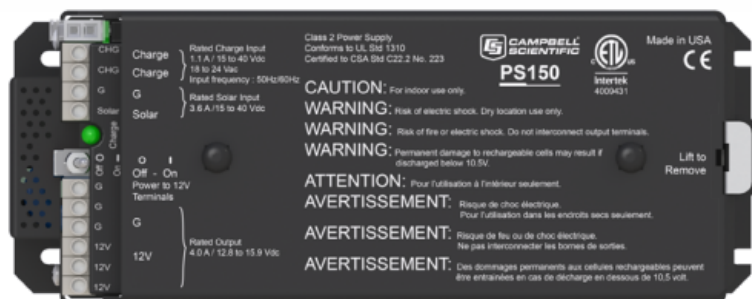 CHG
CHG
G
Solar
Charge
Off
On
G
G
G
12V
12V
12V
Charge
Charge
Rated Charge Input
1.1 A / 15 to 40 Vdc
18 to 24 Vac
Input frequency : 50Hz/60Hz
G
Solar
Rated Solar Input
3.6 A /15 to 40 Vdc
O I
Off - On
Power to 12V
Terminals
G
12V
Rated Output
4.0 A / 12.8 to 15.9 Vdc
Class 2 Power Supply
Conforms to UL Std 1310
Certified to CSA Std C22.2 No. 223
CAMPBELL
SCIENTIFIC
PS150
ETL
Intertek
4009431
Made in USA
CE
CAUTION: For indoor use only.
WARNING: Risk of electric shock. Dry location use only.
WARNING: Risk of fire or electric shock. Do not interconnect output terminals.
WARNING: Permanent damage to rechargeable cells may result if
discharged below 10.5V.
ATTENTION: Pour l'utilisation à l'intérieur seulement.
AVERTISSEMENT: Risque de choc électrique.
Pour l'utilisation dans les endroits secs seulement.
AVERTISSEMENT: Risque de feu ou de choc électrique.
Ne pas interconnecter les bornes de sorties.
AVERTISSEMENT: Des dommages permanents aux cellules rechargeables peuvent
être entrainées en cas de décharge en dessous de 10,5 volt.
Lift to
Remove